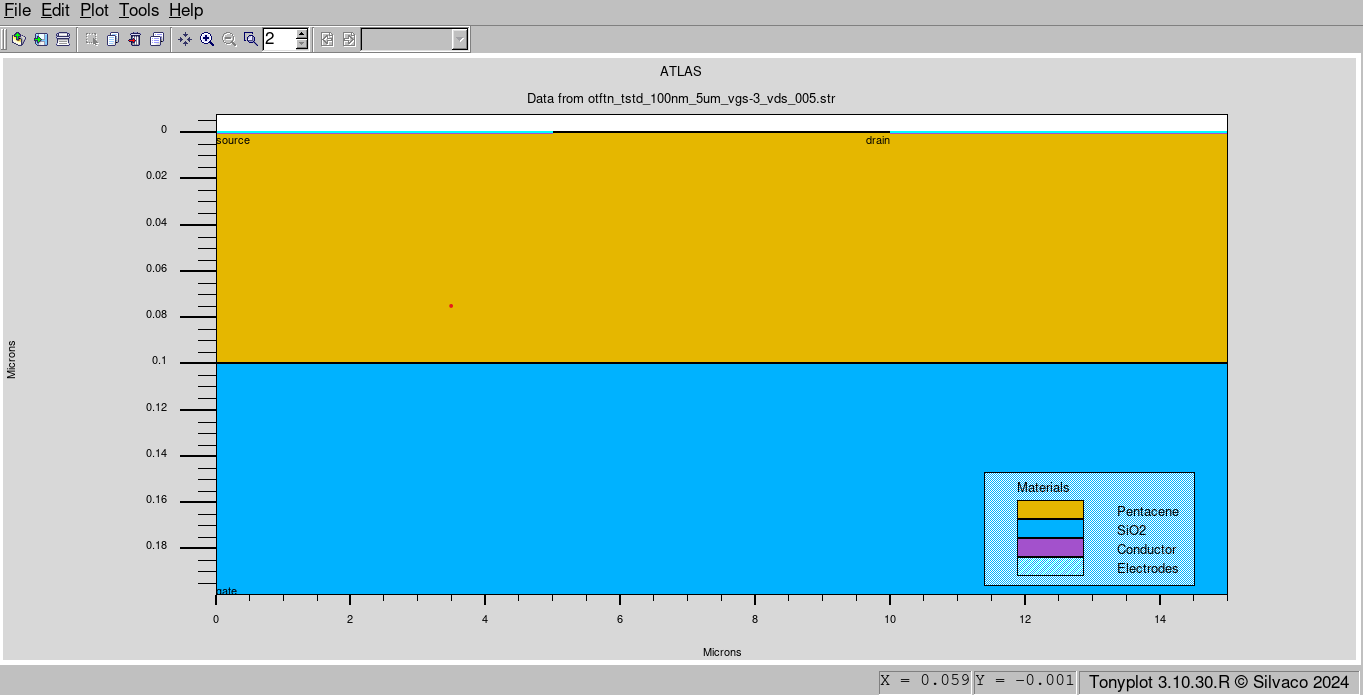 File Edit Plot Tools Help
2
ATLAS
Data from otftn_tstd_100nm_5um_vgs-3_vds_005.str
0
source
drain
0.02
0.04
0.06
0.08
0.1
0.12
0.14
0.16
0.18
Microns
Materials
Pentacene
SiO2
Conductor
Electrodes
gate
0 2 4 6 8 10 12 14
Microns
X = 0.059 Y = -0.001 Tonyplot 3.10.30.R © Silvaco 2024